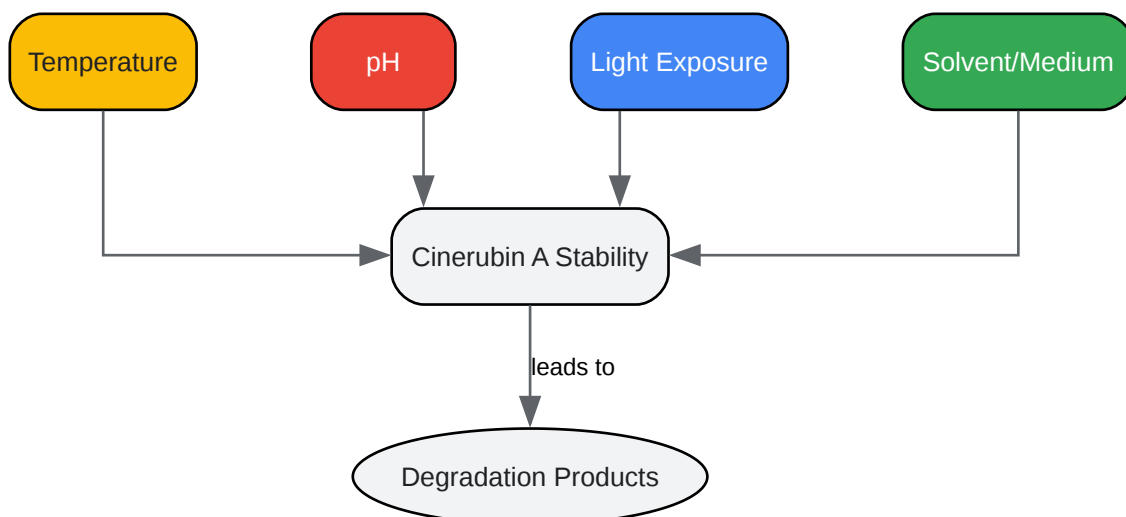 Temperature
pH
Light Exposure
Solvent/Medium
Cinerubin A Stability
leads to
Degradation Products